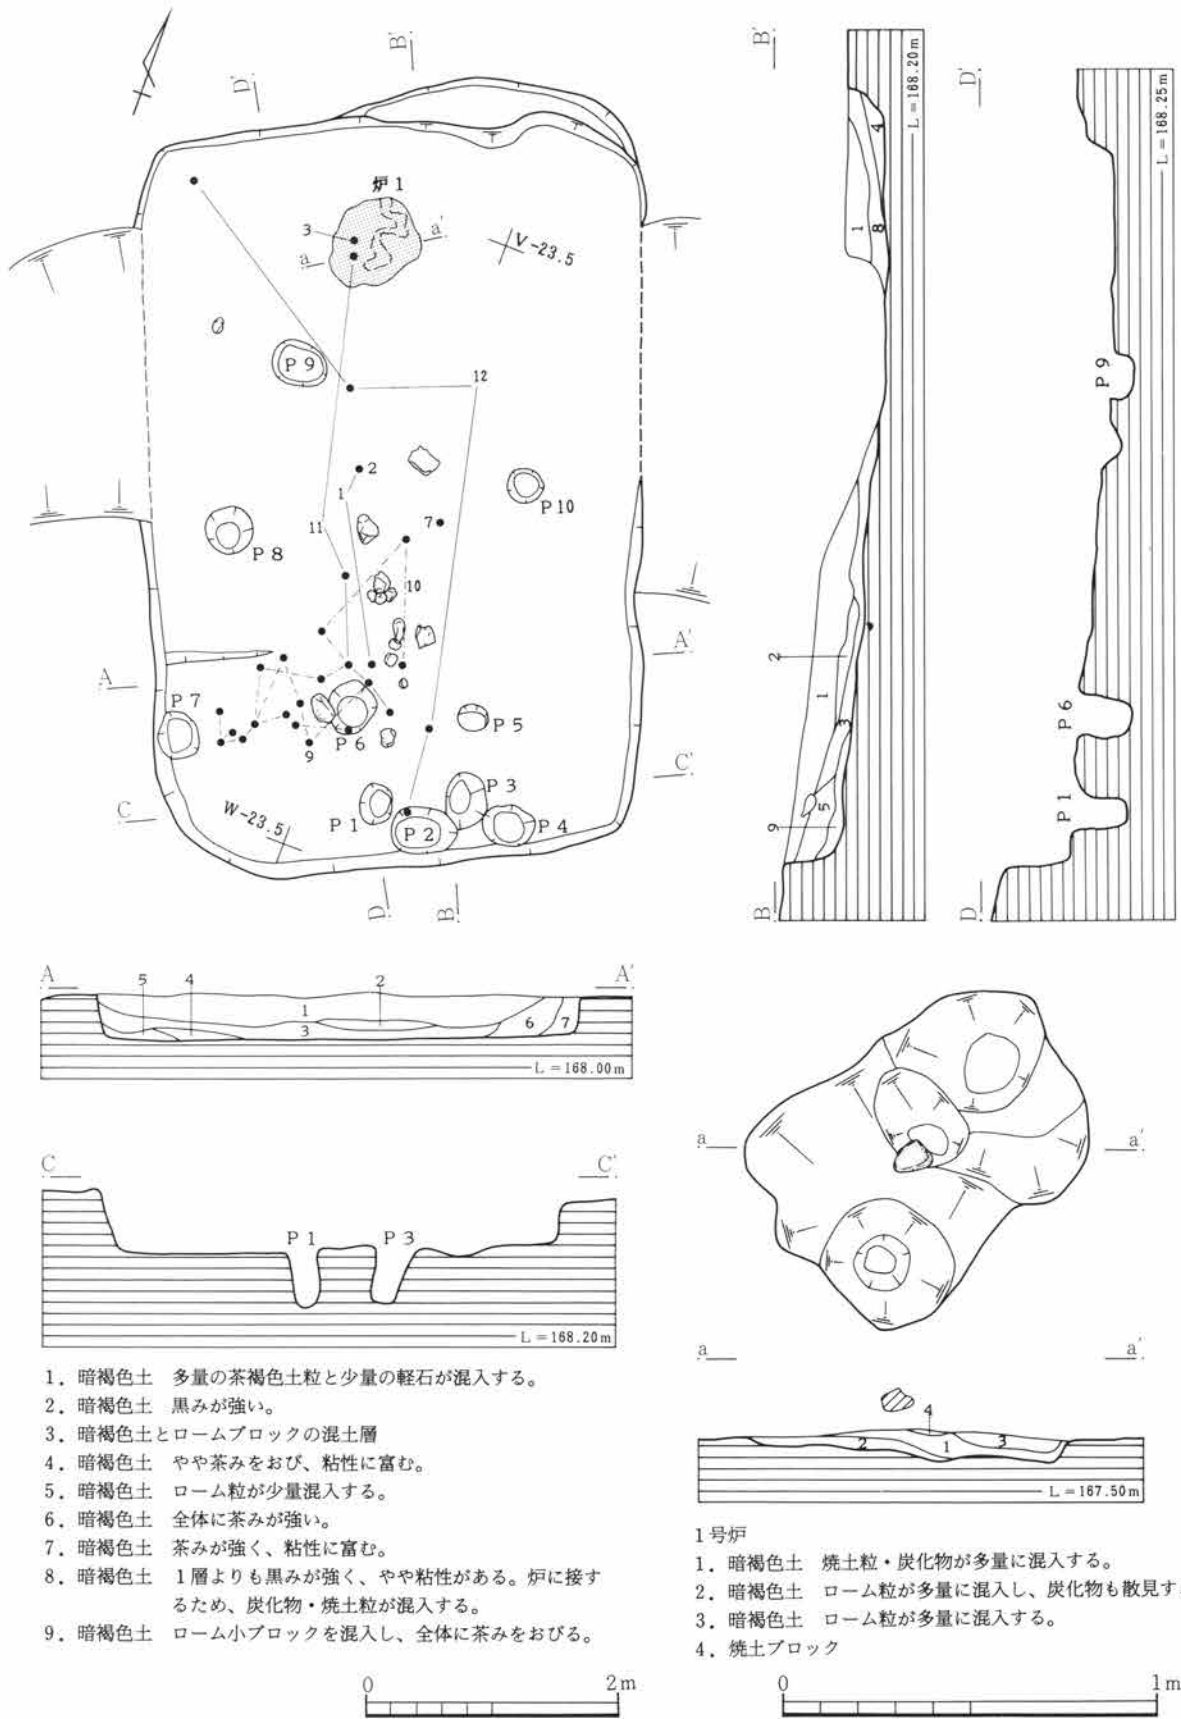 B'
D'
炉 1
3
a
a'
V-23.5
P 9
12
2
1
7
P 10
11
P 8
10
A
A'
P 7
P 5
9
P 6
C'
P 3
C
W-23.5
P 1
P 2
P 4
D
B
B'
L=168.20m
4
1
8
2
1
3
5
9
B
D'
L=168.25m
P 9
P 6
P 1
D
A
5
4
2
A'
1
3
6
7
L=168.00m
C
C'
P 1
P 3
L=168.20m
1. 暗褐色土 多量の茶褐色土粒と少量の軽石が混入する。
2. 暗褐色土 黒みが強い。
3. 暗褐色土とロームブロックの混土層
4. 暗褐色土 やや茶みをおび、粘性に富む。
5. 暗褐色土 ローム粒が少量混入する。
6. 暗褐色土 全体に茶みが強い。
7. 暗褐色土 茶みが強く、粘性に富む。
8. 暗褐色土 1層よりも黒みが強く、やや粘性がある。炉に接す
るため、炭化物・焼土粒が混入する。
9. 暗褐色土 ローム小ブロックを混入し、全体に茶みをおびる。
a
a'
a
a'
4
2
1
3
L=167.50m
1号炉
1. 暗褐色土 焼土粒・炭化物が多量に混入する。
2. 暗褐色土 ローム粒が多量に混入し、炭化物も散見す
3. 暗褐色土 ローム粒が多量に混入する。
4. 焼土ブロック
0
2m
0
1m